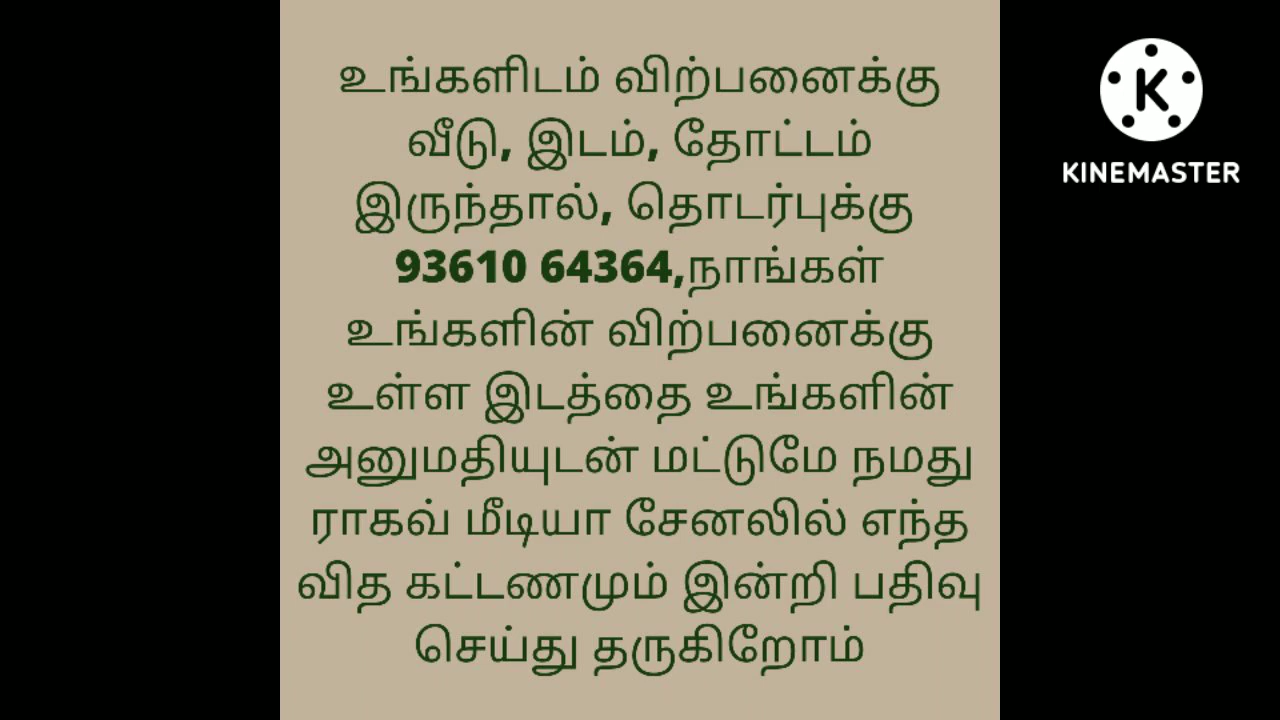 உங்களிடம் விற்பனைக்கு
வீடு, இடம், தோட்டம்
இருந்தால், தொடர்புக்கு
93610 64364,நாங்கள்
உங்களின் விற்பனைக்கு
உள்ள இடத்தை உங்களின்
அனுமதியுடன் மட்டுமே நமது
ராகவ் மீடியா சேனலில் எந்த
வித கட்டணமும் இன்றி பதிவு
செய்து தருகிறோம்
K
KINEMASTER